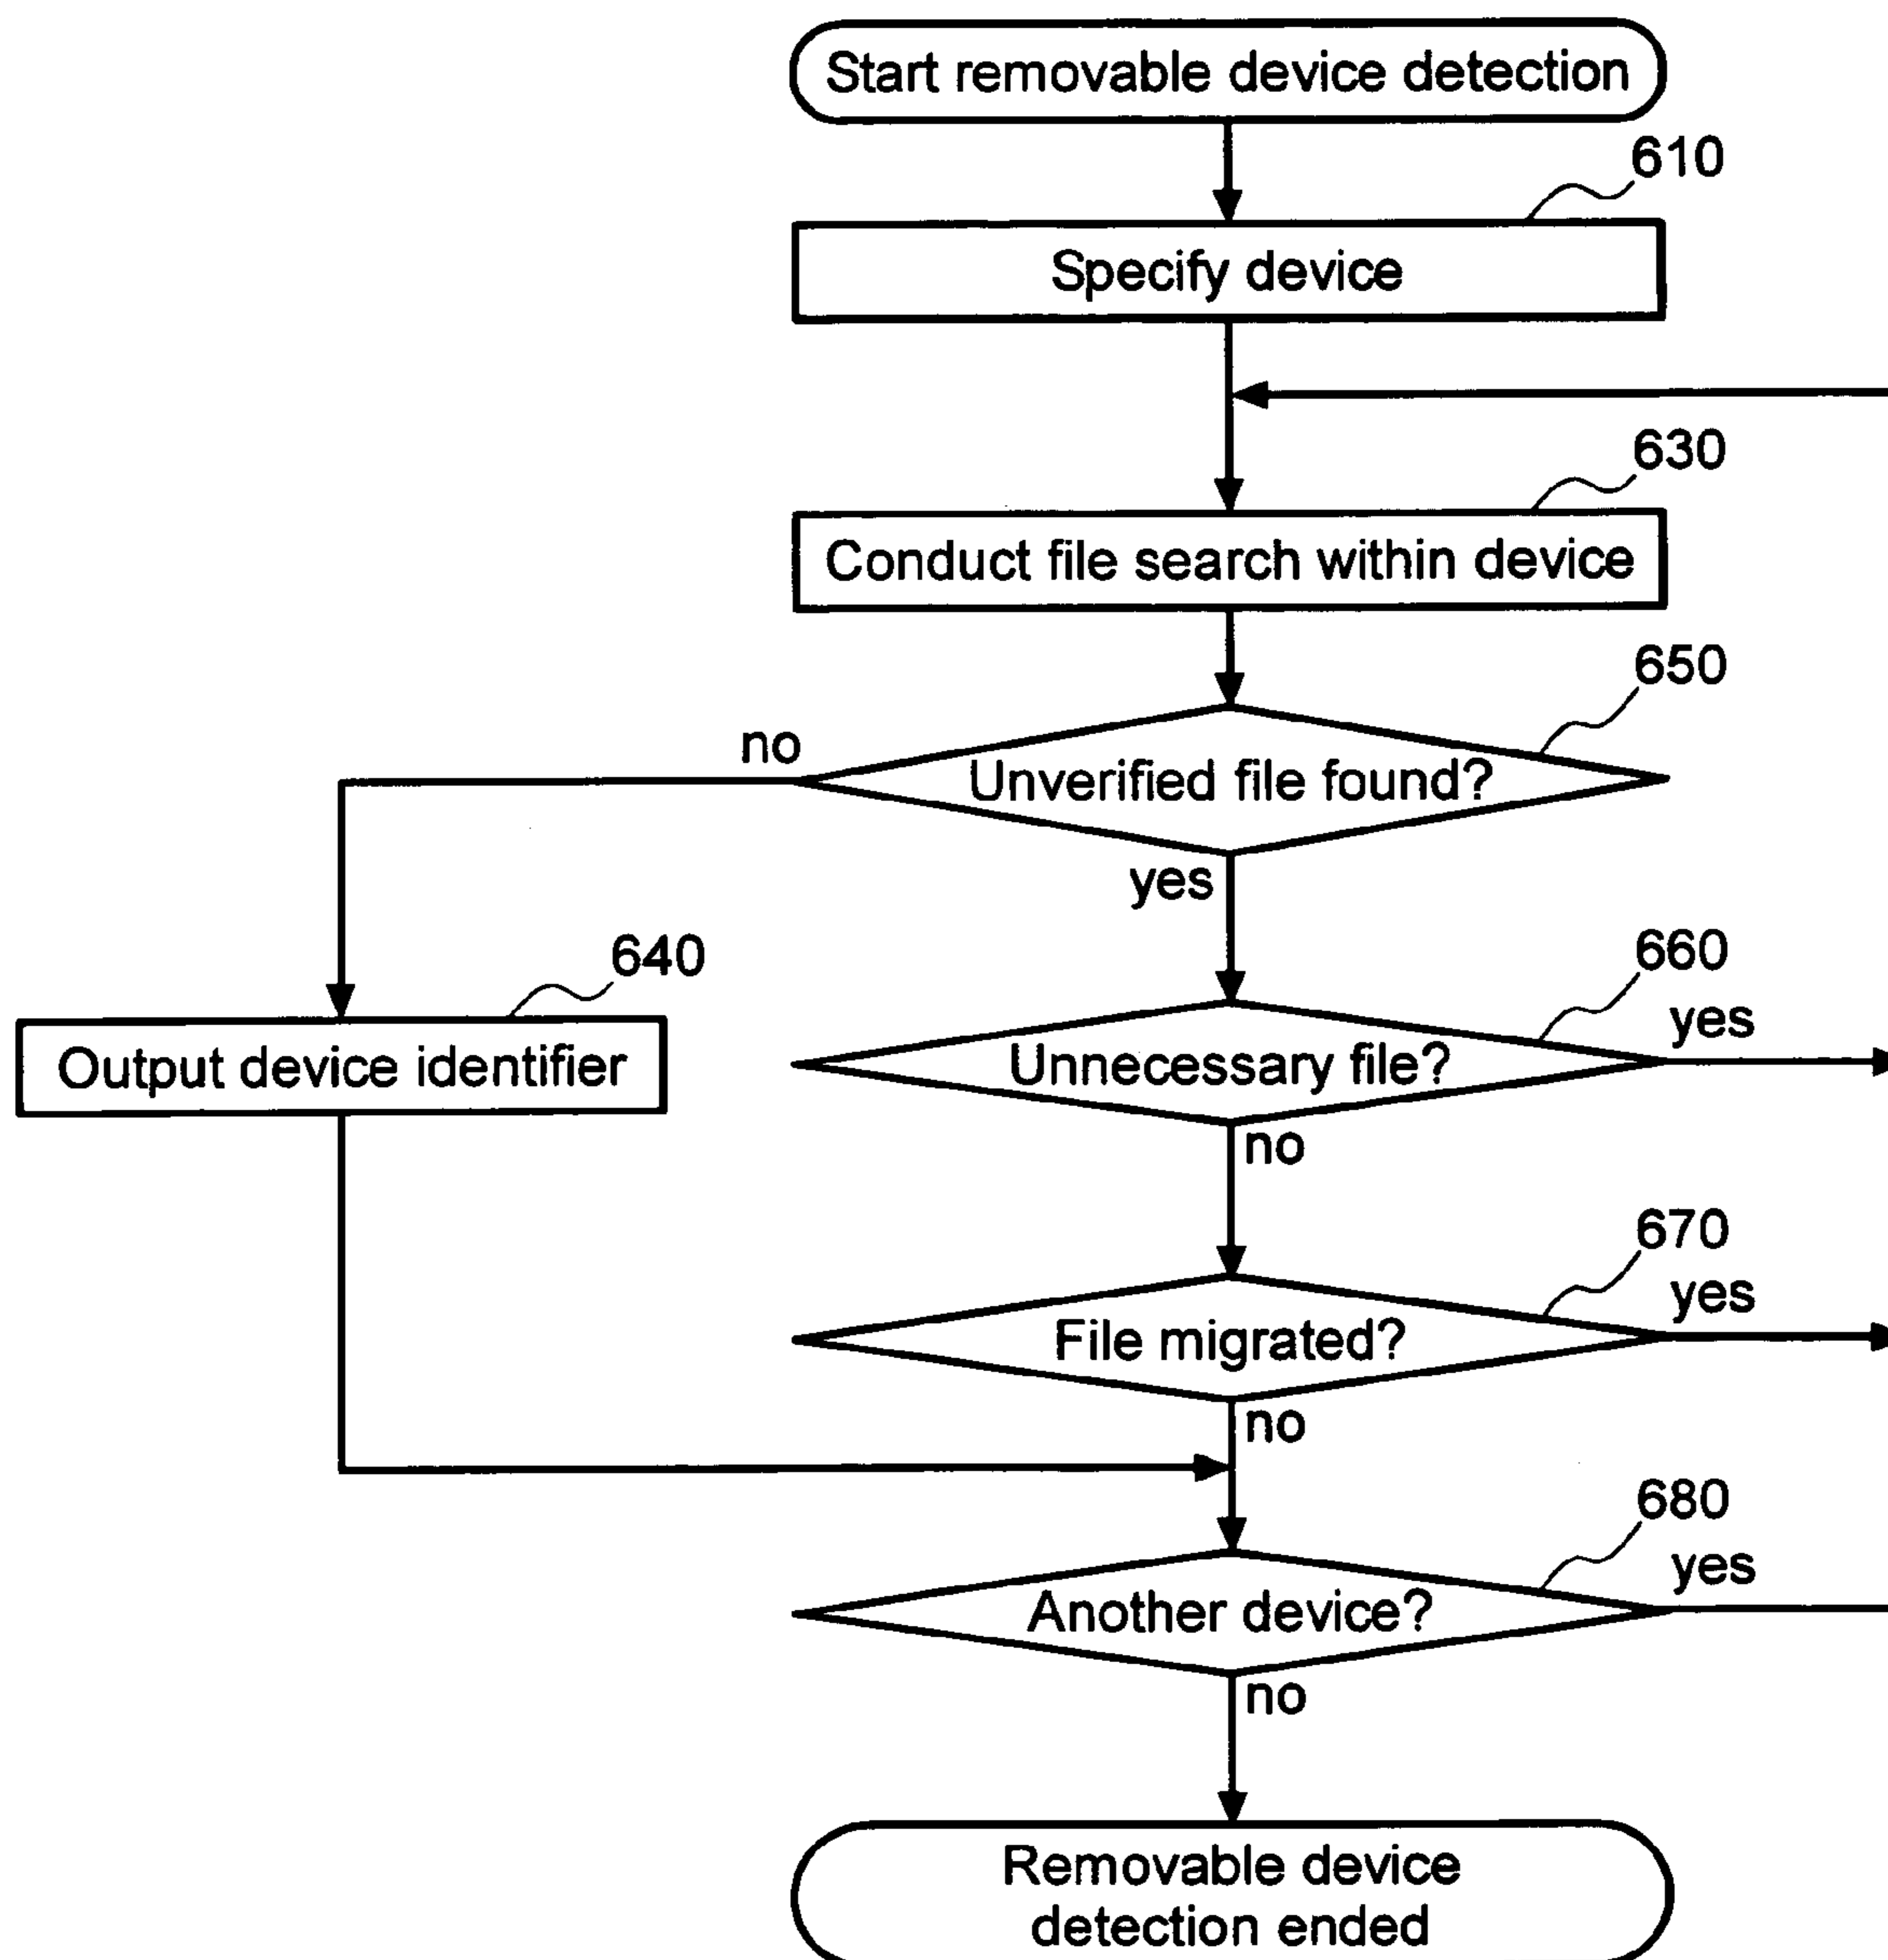 Start removable device detection
610
Specify device
630
Conduct file search within device
650
no
Unverified file found?
yes
640
660
yes
Output device identifier
Unnecessary file?
no
670
yes
File migrated?
no
680
yes
Another device?
no
Removable device
detection ended